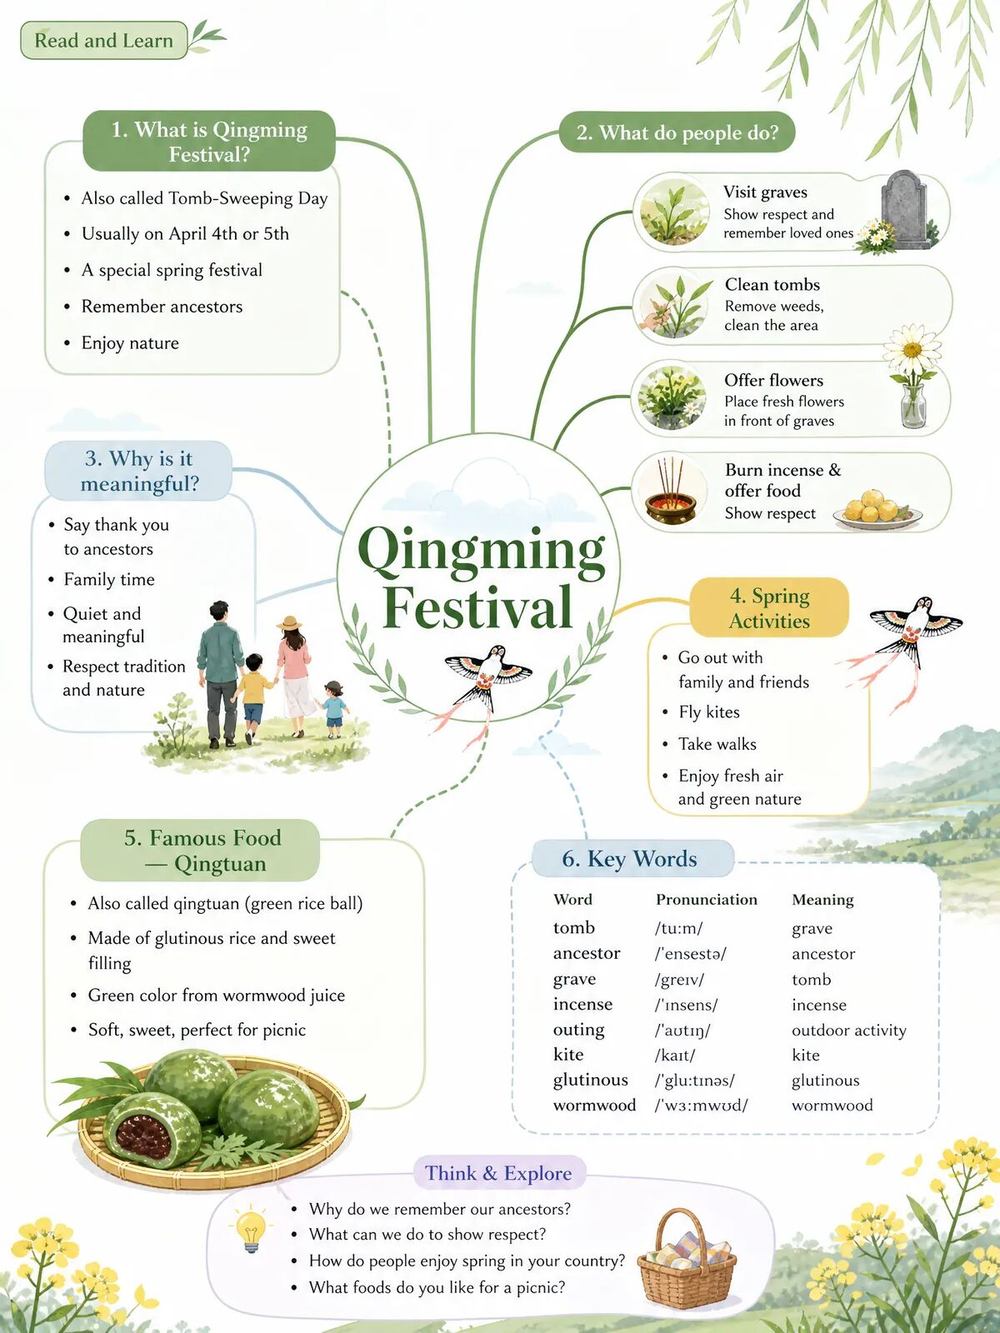 Read and Learn
1. What is Qingming
Festival?
• Also called Tomb-Sweeping Day
• Usually on April 4th or 5th
• A special spring festival
• Remember ancestors
• Enjoy nature
2. What do people do?
Visit graves
Show respect and
remember loved ones
Clean tombs
Remove weeds,
clean the area
Offer flowers
Place fresh flowers
in front of graves
Burn incense &
offer food
Show respect
3. Why is it
meaningful?
• Say thank you
to ancestors
• Family time
• Quiet and
meaningful
• Respect tradition
and nature
Qingming
Festival
4. Spring
Activities
• Go out with
family and friends
• Fly kites
• Take walks
• Enjoy fresh air
and green nature
5. Famous Food
— Qingtuan
• Also called qingtuan (green rice ball)
• Made of glutinous rice and sweet
filling
• Green color from wormwood juice
• Soft, sweet, perfect for picnic
6. Key Words
Word Pronunciation Meaning
tomb /tu:m/ grave
ancestor /ˈensestə/ ancestor
grave /greɪv/ tomb
incense /ˈɪnsens/ incense
outing /ˈaʊtɪŋ/ outdoor activity
kite /kaɪt/ kite
glutinous /ˈglu:tɪnəs/ glutinous
wormwood /ˈwɜ:mwʊd/ wormwood
Think & Explore
• Why do we remember our ancestors?
• What can we do to show respect?
• How do people enjoy spring in your country?
• What foods do you like for a picnic?